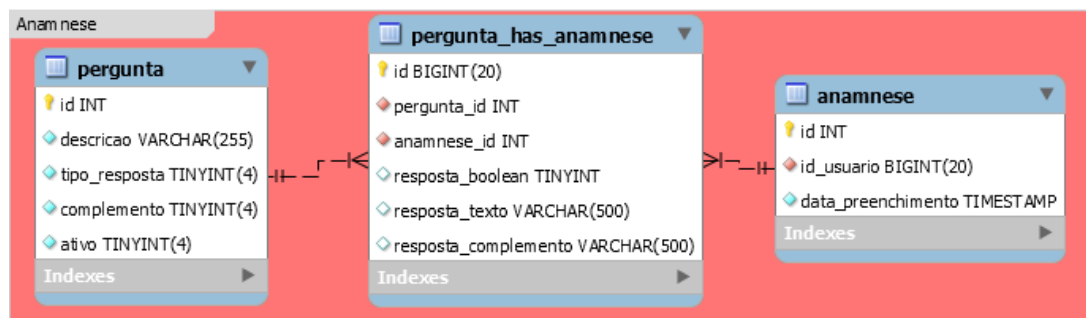 Anamnese
pergunta
id INT
descricao VARCHAR(255)
tipo_resposta TINYINT(4)
complemento TINYINT(4)
ativo TINYINT(4)
Indexes
pergunta_has_anamnese
id BIGINT(20)
pergunta_id INT
anamnese_id INT
resposta_boolean TINYINT
resposta_texto VARCHAR(500)
resposta_complemento VARCHAR(500)
Indexes
anamnese
id INT
id_usuario BIGINT(20)
data_preenchimento TIMESTAMP
Indexes